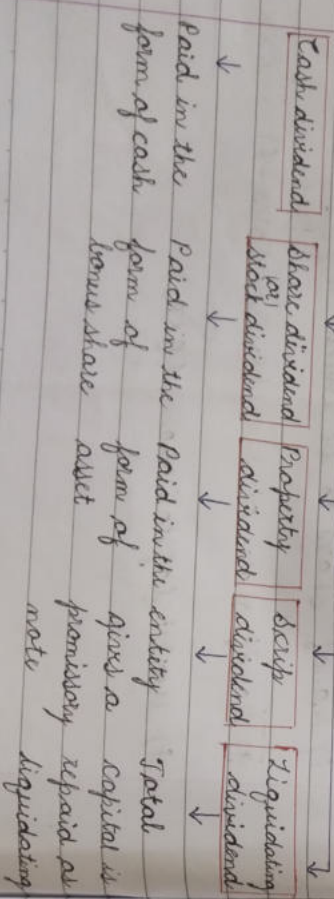 Cash dividend
Share dividend
(or)
stock dividend
Property
dividend
Scrip
dividend
Liquidating
dividend
Paid in the
form of cash
Paid in the
form of
bonus share
Paid in the
form of
asset
entity
gives a
promissory
note
Total
capital is
repaid as
liquidating